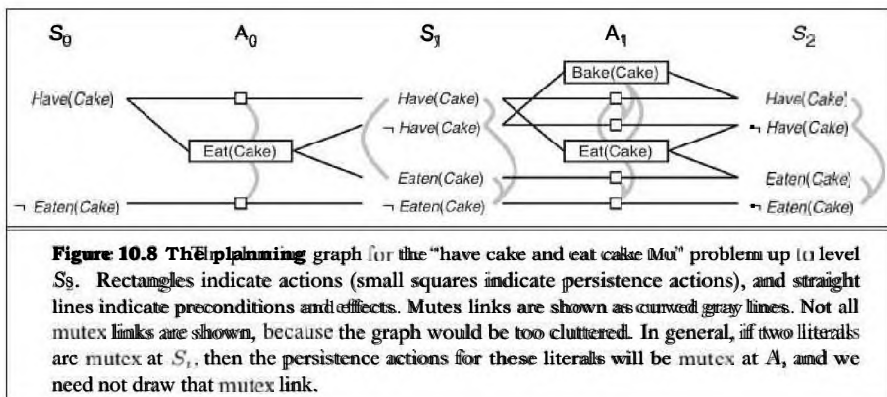 S0 A0 S1 A1 S2
Bake(Cake)
Have(Cake) Have(Cake) Have(Cake)
¬ Have(Cake) ¬ Have(Cake)
Eat(Cake) Eat(Cake)
Eaten(Cake) Eaten(Cake)
¬ Eaten(Cake) ¬ Eaten(Cake) ¬ Eaten(Cake)
Figure 10.8 The planning graph for the "have cake and eat cake" problem up to level
S2. Rectangles indicate actions (small squares indicate persistence actions), and straight
lines indicate preconditions and effects. Mutex links are shown as curved gray lines. Not all
mutex links are shown, because the graph would be too cluttered. In general, if two literals
are mutex at Si, then the persistence actions for these literals will be mutex at Ai and we
need not draw that mutex link.